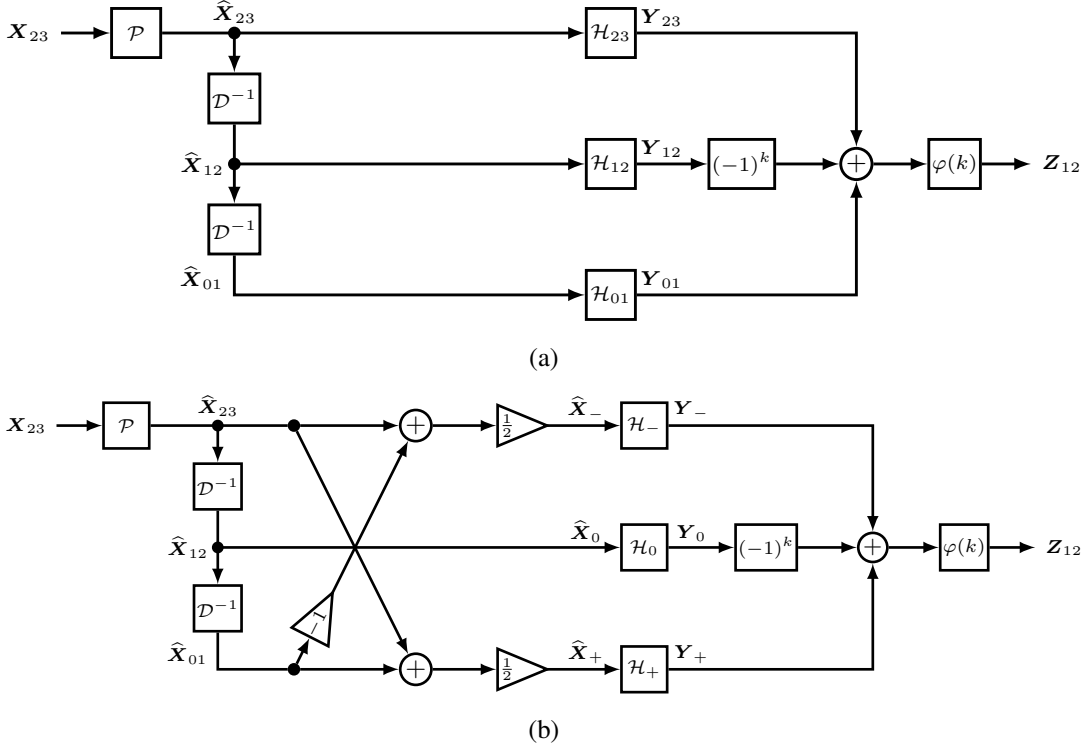 X̂₂₃ Y₂₃
X₂₃ 𝒫 ℋ₂₃
𝒟⁻¹
X̂₁₂ ℋ₁₂ Y₁₂ (−1)ᵏ + φ(k) Z₁₂
𝒟⁻¹
X̂₀₁ ℋ₀₁ Y₀₁
(a)
X₂₃ 𝒫 X̂₂₃ + ½ X̂₋ ℋ₋ Y₋
𝒟⁻¹
X̂₁₂ X̂₀ ℋ₀ Y₀ (−1)ᵏ + φ(k) Z₁₂
𝒟⁻¹ −1
X̂₀₁ + ½ X̂₊ ℋ₊ Y₊
(b)